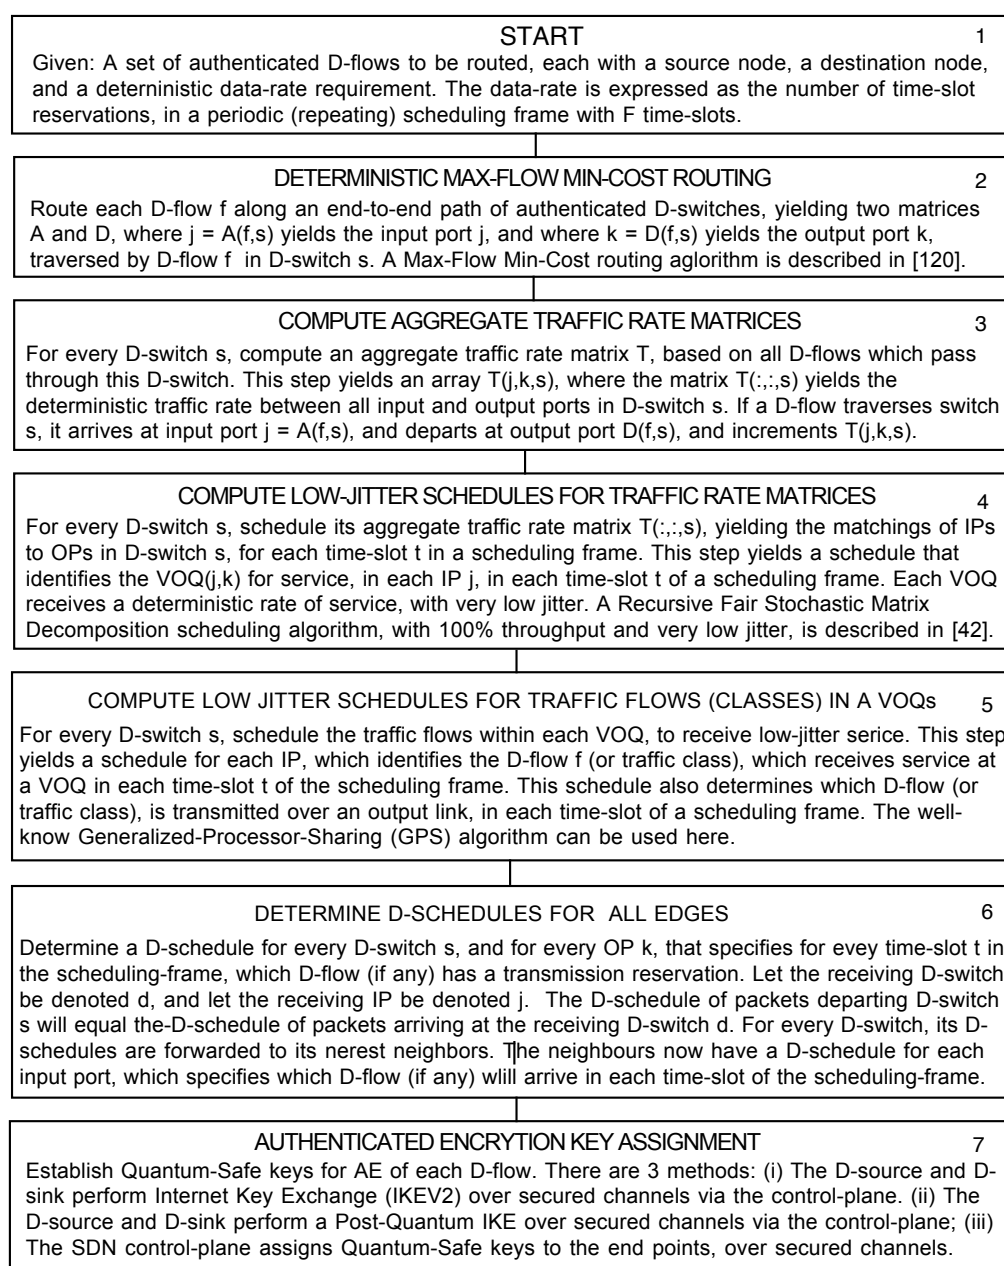 START 1
Given: A set of authenticated D-flows to be routed, each with a source node, a destination node,
and a deterninistic data-rate requirement. The data-rate is expressed as the number of time-slot
reservations, in a periodic (repeating) scheduling frame with F time-slots.
DETERMINISTIC MAX-FLOW MIN-COST ROUTING 2
Route each D-flow f along an end-to-end path of authenticated D-switches, yielding two matrices
A and D, where j = A(f,s) yields the input port j, and where k = D(f,s) yields the output port k,
traversed by D-flow f in D-switch s. A Max-Flow Min-Cost routing aglorithm is described in [120].
COMPUTE AGGREGATE TRAFFIC RATE MATRICES 3
For every D-switch s, compute an aggregate traffic rate matrix T, based on all D-flows which pass
through this D-switch. This step yields an array T(j,k,s), where the matrix T(:,:,s) yields the
deterministic traffic rate between all input and output ports in D-switch s. If a D-flow traverses switch
s, it arrives at input port j = A(f,s), and departs at output port D(f,s), and increments T(j,k,s).
COMPUTE LOW-JITTER SCHEDULES FOR TRAFFIC RATE MATRICES 4
For every D-switch s, schedule its aggregate traffic rate matrix T(:,:,s), yielding the matchings of IPs
to OPs in D-switch s, for each time-slot t in a scheduling frame. This step yields a schedule that
identifies the VOQ(j,k) for service, in each IP j, in each time-slot t of a scheduling frame. Each VOQ
receives a deterministic rate of service, with very low jitter. A Recursive Fair Stochastic Matrix
Decomposition scheduling algorithm, with 100% throughput and very low jitter, is described in [42].
COMPUTE LOW JITTER SCHEDULES FOR TRAFFIC FLOWS (CLASSES) IN A VOQs 5
For every D-switch s, schedule the traffic flows within each VOQ, to receive low-jitter serice. This step
yields a schedule for each IP, which identifies the D-flow f (or traffic class), which receives service at
a VOQ in each time-slot t of the scheduling frame. This schedule also determines which D-flow (or
traffic class), is transmitted over an output link, in each time-slot of a scheduling frame. The well-
know Generalized-Processor-Sharing (GPS) algorithm can be used here.
DETERMINE D-SCHEDULES FOR ALL EDGES 6
Determine a D-schedule for every D-switch s, and for every OP k, that specifies for evey time-slot t in
the scheduling-frame, which D-flow (if any) has a transmission reservation. Let the receiving D-switch
be denoted d, and let the receiving IP be denoted j. The D-schedule of packets departing D-switch
s will equal the-D-schedule of packets arriving at the receiving D-switch d. For every D-switch, its D-
schedules are forwarded to its nerest neighbors. The neighbours now have a D-schedule for each
input port, which specifies which D-flow (if any) wlill arrive in each time-slot of the scheduling-frame.
AUTHENTICATED ENCRYTION KEY ASSIGNMENT 7
Establish Quantum-Safe keys for AE of each D-flow. There are 3 methods: (i) The D-source and D-
sink perform Internet Key Exchange (IKEV2) over secured channels via the control-plane. (ii) The
D-source and D-sink perform a Post-Quantum IKE over secured channels via the control-plane; (iii)
The SDN control-plane assigns Quantum-Safe keys to the end points, over secured channels.